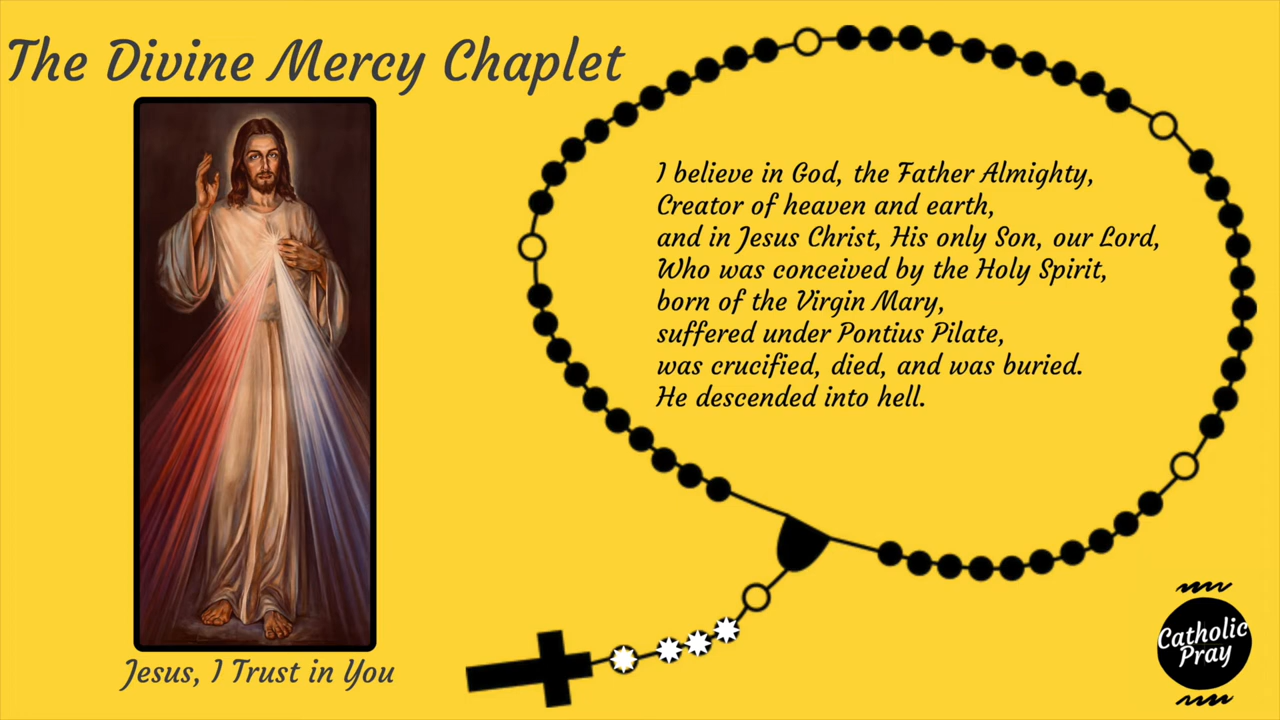 The Divine Mercy Chaplet
I believe in God, the Father Almighty,
Creator of heaven and earth,
and in Jesus Christ, His only Son, our Lord,
Who was conceived by the Holy Spirit,
born of the Virgin Mary,
suffered under Pontius Pilate,
was crucified, died, and was buried.
He descended into hell.
Jesus, I Trust in You
Catholic
Pray